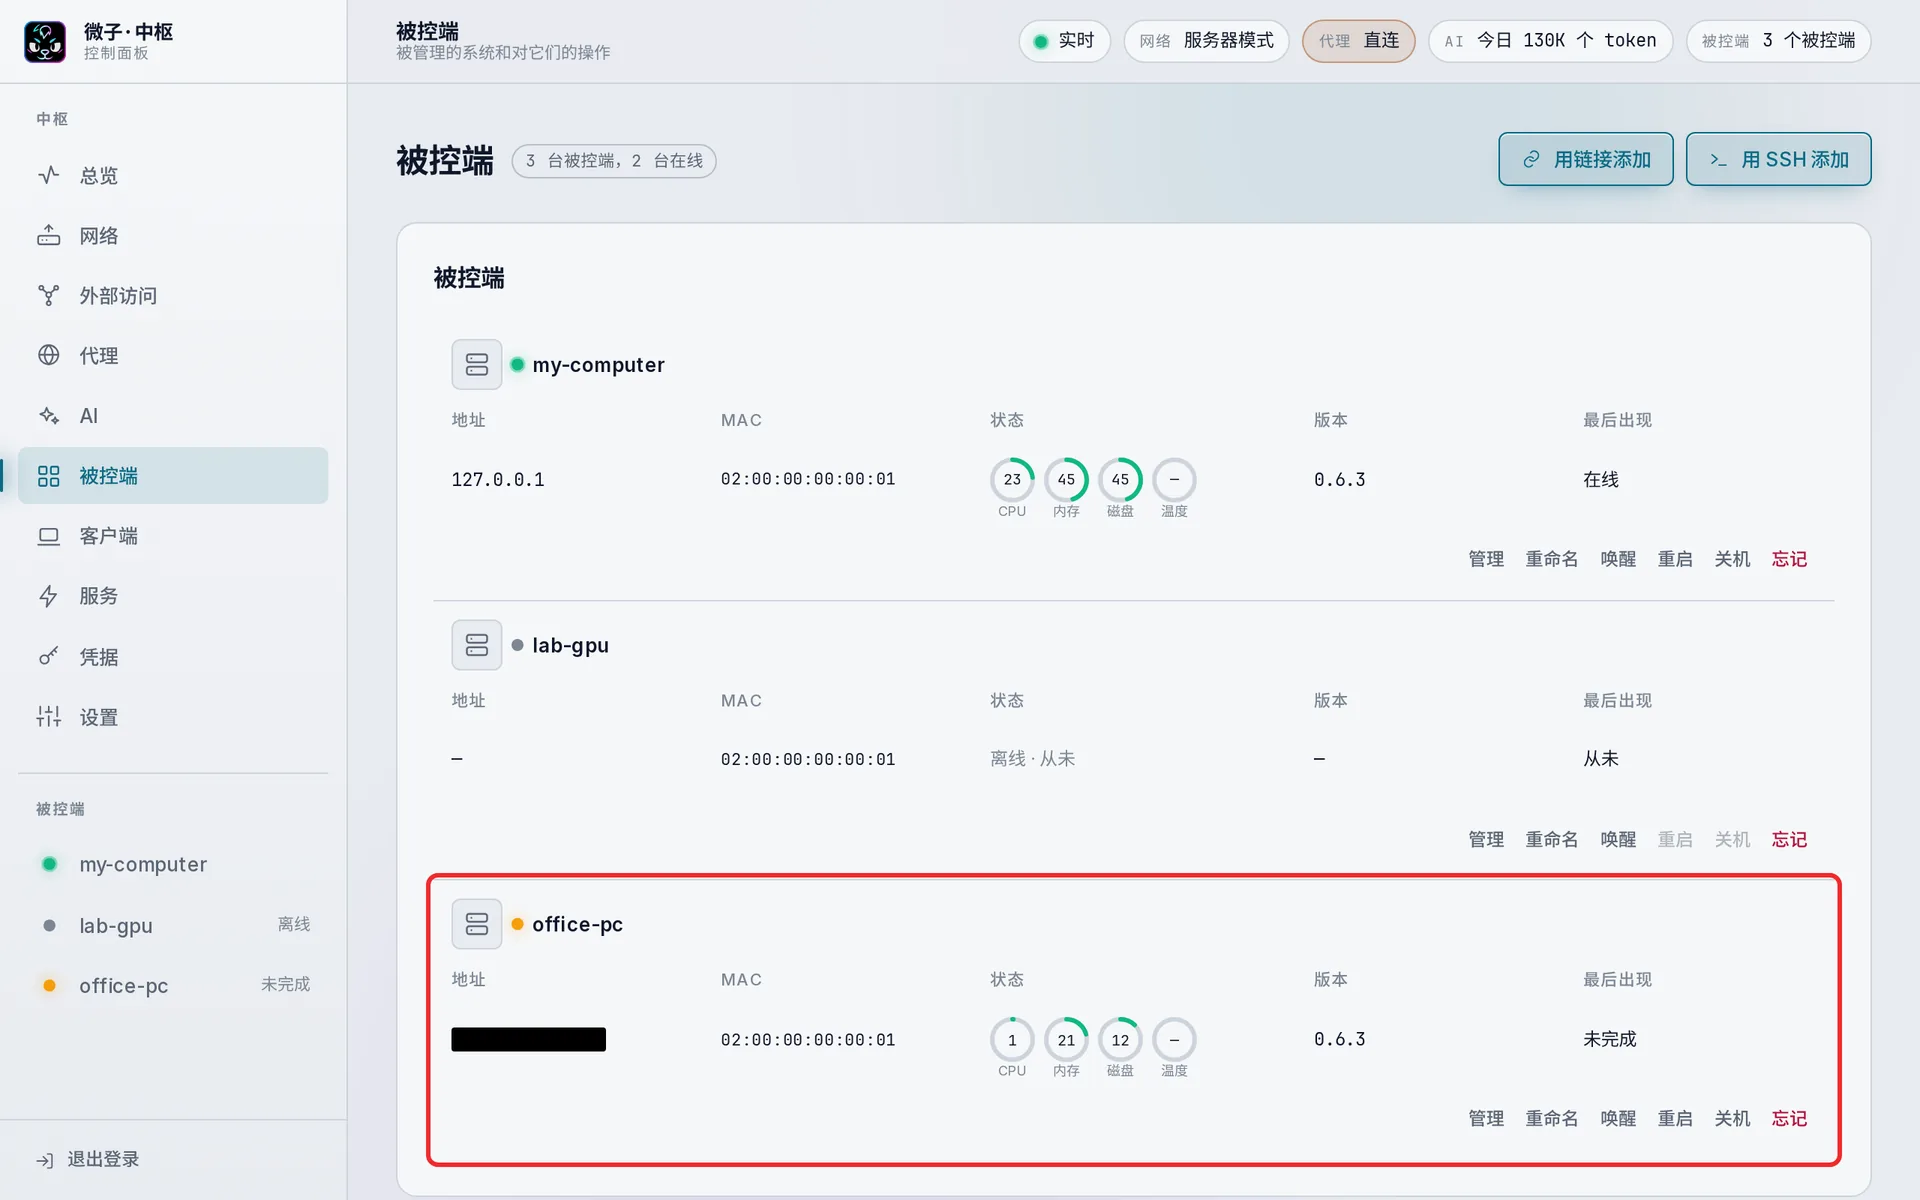 微子·中枢
控制面板
被控端
被管理的系统和对它们的操作
实时
网络 服务器模式
代理 直连
AI 今日 130K 个 token
被控端 3 个被控端
中枢
总览
网络
外部访问
代理
AI
被控端
客户端
服务
凭据
设置
被控端
my-computer
lab-gpu 离线
office-pc 未完成
退出登录
被控端 3 台被控端，2 台在线
用链接添加
>_ 用 SSH 添加
被控端
my-computer
地址 MAC 状态 版本 最后出现
127.0.0.1 02:00:00:00:00:01 23 45 45 — 0.6.3 在线
CPU 内存 磁盘 温度
管理 重命名 唤醒 重启 关机 忘记
lab-gpu
地址 MAC 状态 版本 最后出现
— 02:00:00:00:00:01 离线 · 从未 — 从未
管理 重命名 唤醒 重启 关机 忘记
office-pc
地址 MAC 状态 版本 最后出现
02:00:00:00:00:01 1 21 12 — 0.6.3 未完成
CPU 内存 磁盘 温度
管理 重命名 唤醒 重启 关机 忘记